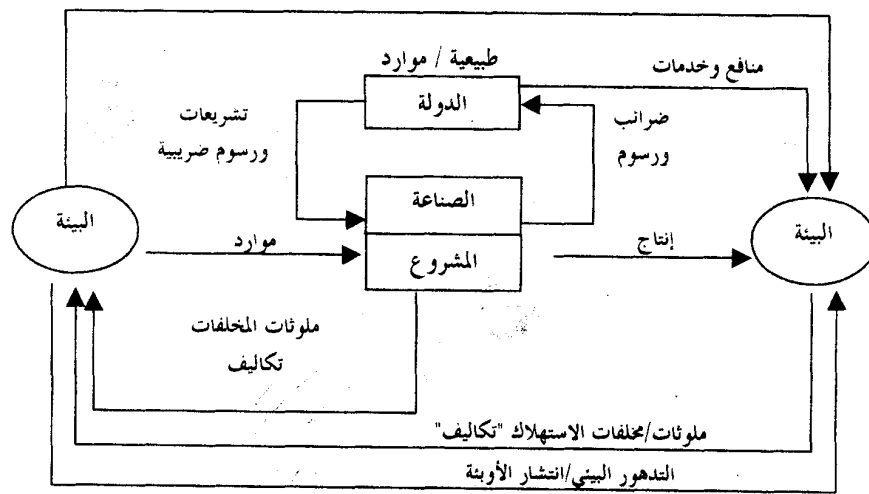 طبيعية / موارد
منافع وخدمات
الدولة
تشريعات
ورسوم ضريبية
ضرائب
ورسوم
الصناعة
البيئة
البيئة
موارد
المشروع
إنتاج
ملوثات المخلفات
تكاليف
ملوثات/مخلفات الاستهلاك "تكاليف"
التدهور البيئي/انتشار الأوبئة